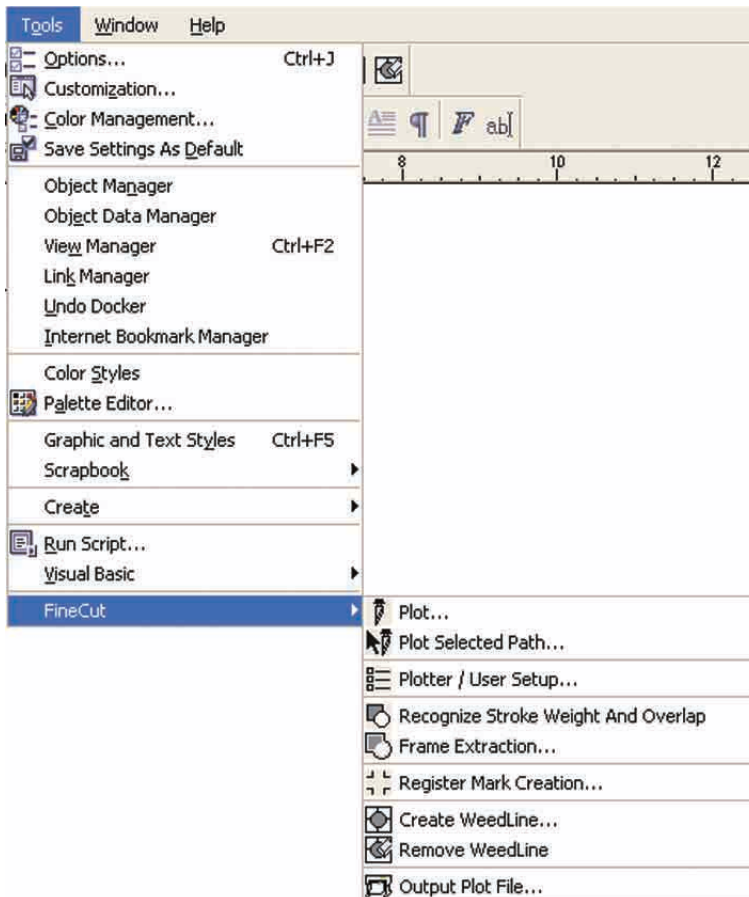 Tools Window Help
Options... Ctrl+J
Customization...
Color Management...
Save Settings As Default
ab
8 10 12
Object Manager
Object Data Manager
View Manager Ctrl+F2
Link Manager
Undo Docker
Internet Bookmark Manager
Color Styles
Palette Editor...
Graphic and Text Styles Ctrl+F5
Scrapbook
Create
Run Script...
Visual Basic
FineCut
Plot...
Plot Selected Path...
Plotter / User Setup...
Recognize Stroke Weight And Overlap
Frame Extraction...
Register Mark Creation...
Create WeedLine...
Remove WeedLine
Output Plot File...